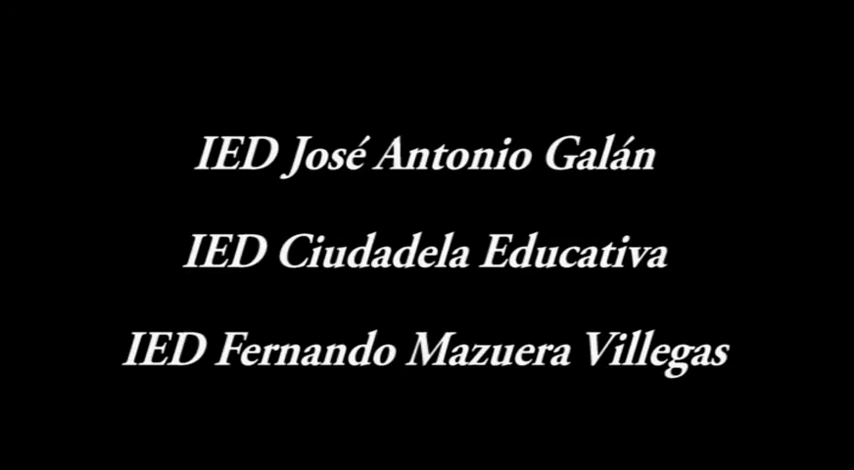 IED José Antonio Galán
IED Ciudadela Educativa
IED Fernando Mazuera Villegas